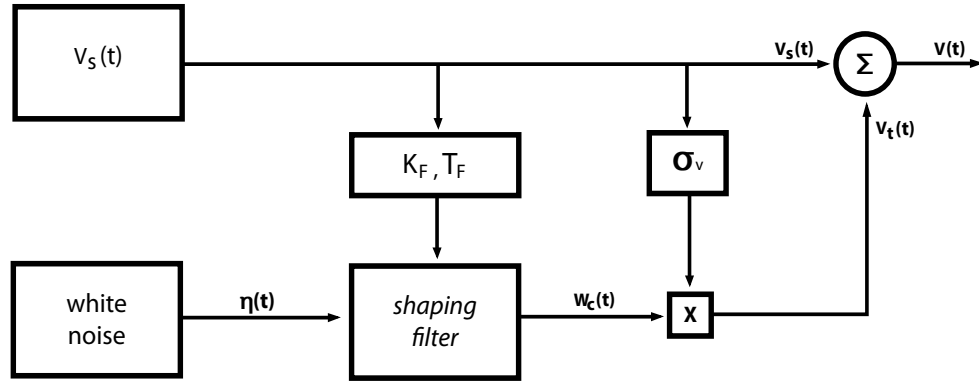 V_s(t)
V_s(t)
Σ
V(t)
V_t(t)
K_F, T_F
σ_v
white
noise
η(t)
shaping
filter
W_c(t)
X